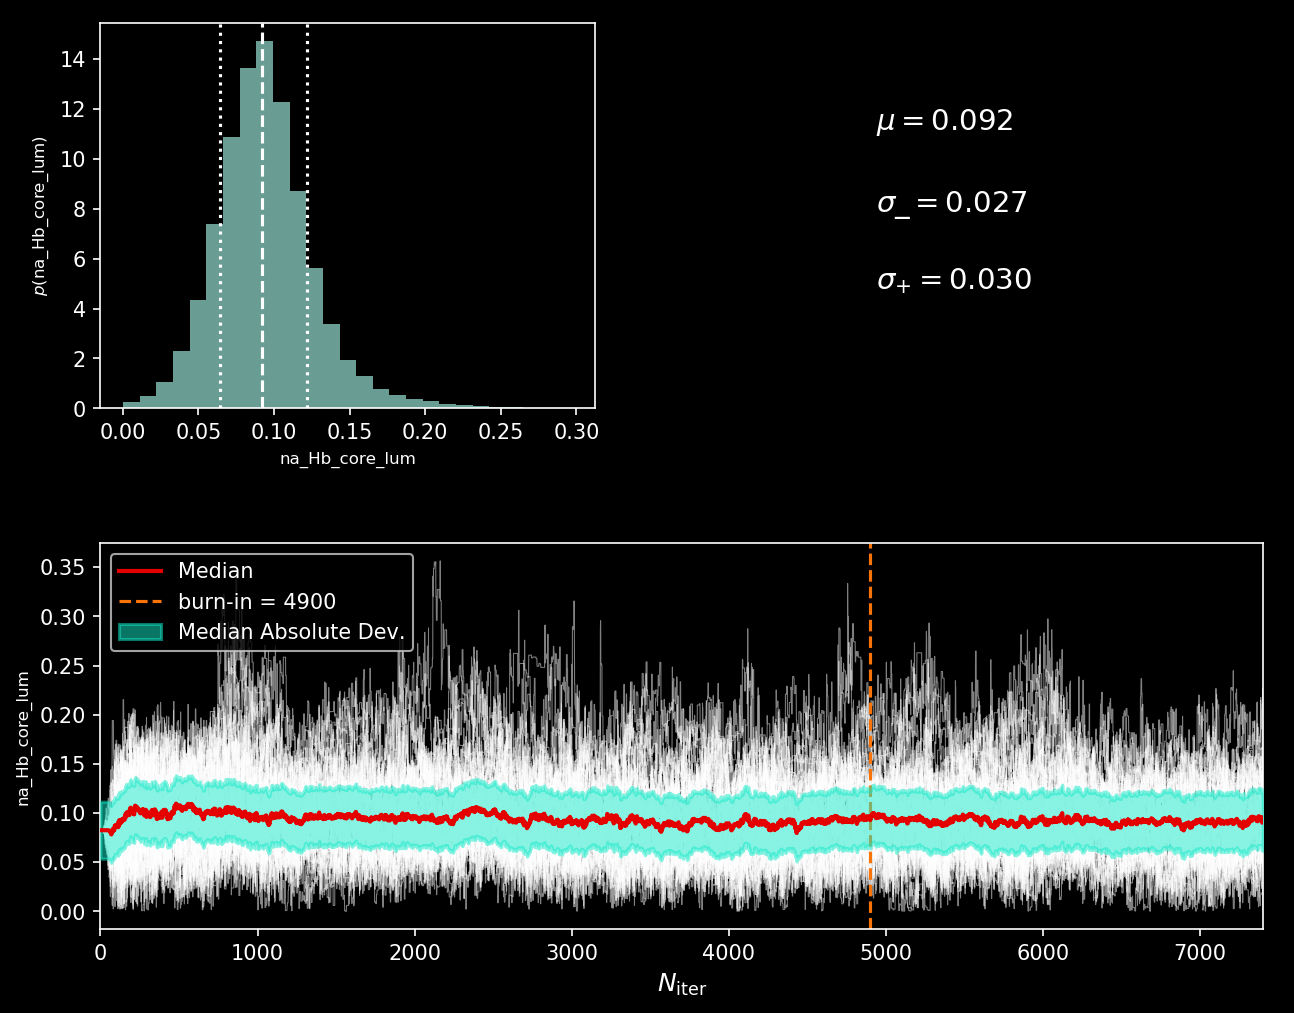 14
12
10
8
6
4
2
0
p(na_Hb_core_lum)
0.00 0.05 0.10 0.15 0.20 0.25 0.30
na_Hb_core_lum
μ = 0.092
σ₋ = 0.027
σ₊ = 0.030
0.35
0.30
0.25
0.20
0.15
0.10
0.05
0.00
na_Hb_core_lum
Median
burn-in = 4900
Median Absolute Dev.
0 1000 2000 3000 4000 5000 6000 7000
N_iter